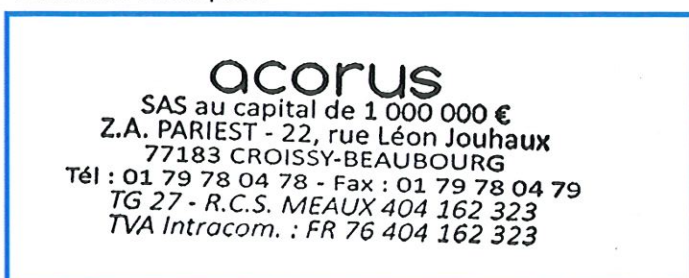 acorus
SAS au capital de 1 000 000 €
Z.A. PARIEST - 22, rue Léon Jouhaux
77183 CROISSY-BEAUBOURG
Tél : 01 79 78 04 78 - Fax : 01 79 78 04 79
TG 27 - R.C.S. MEAUX 404 162 323
TVA Intracom. : FR 76 404 162 323